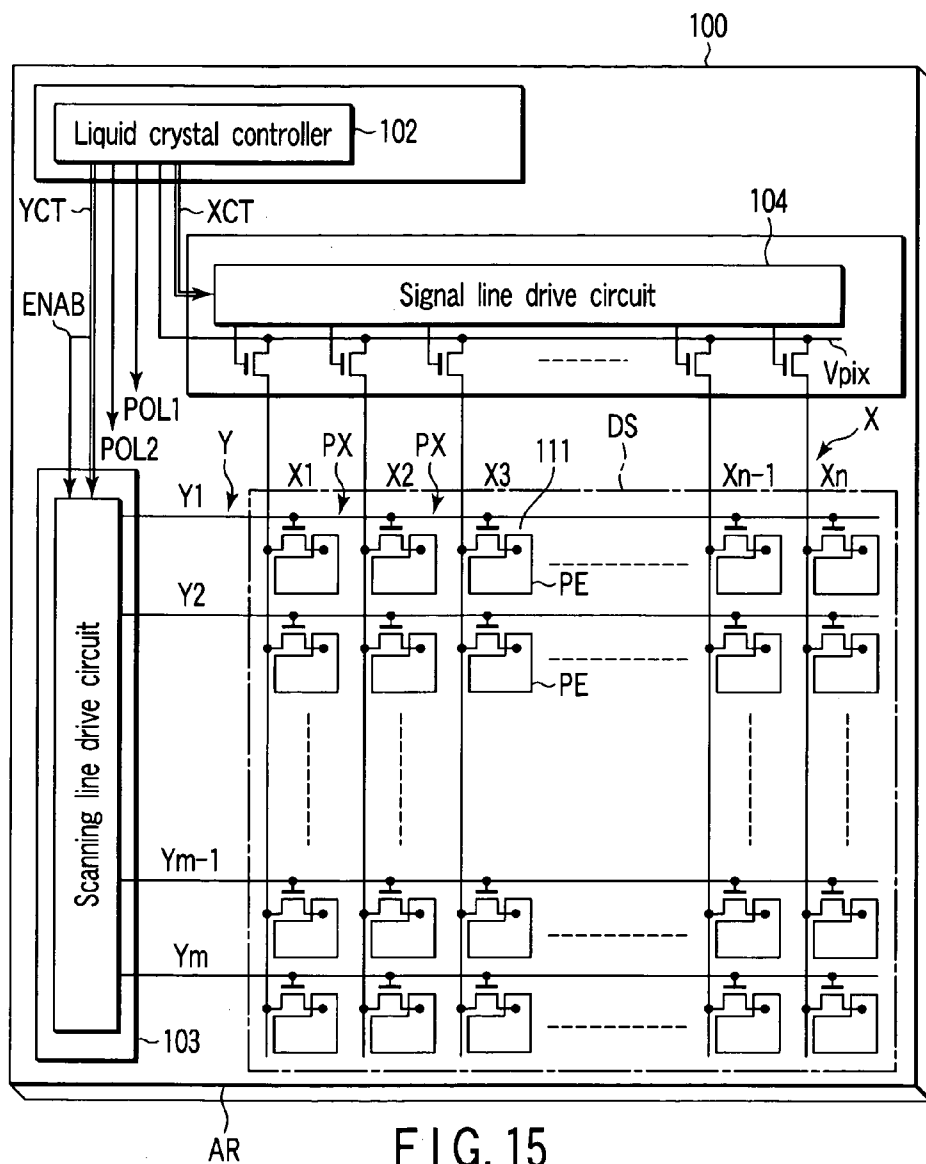 100
Liquid crystal controller
102
YCT
XCT
104
Signal line drive circuit
ENAB
Vpix
POL1
POL2
Y
PX
PX
111
DS
X
X1
X2
X3
Xn-1
Xn
Y1
PE
Y2
PE
Scanning line drive circuit
Ym-1
Ym
103
AR
FIG. 15